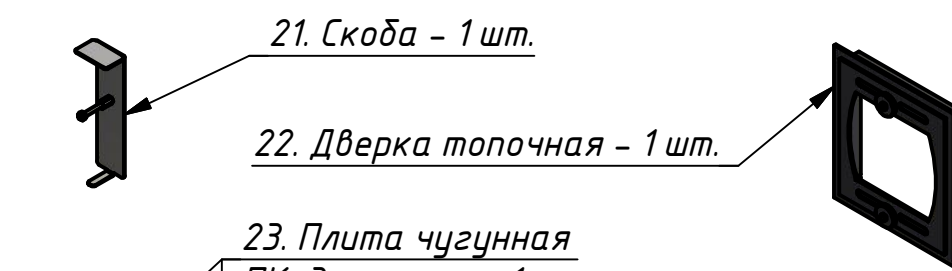 21. Скоба - 1 шт.
22. Дверка топочная - 1 шт.
23. Плита чугунная